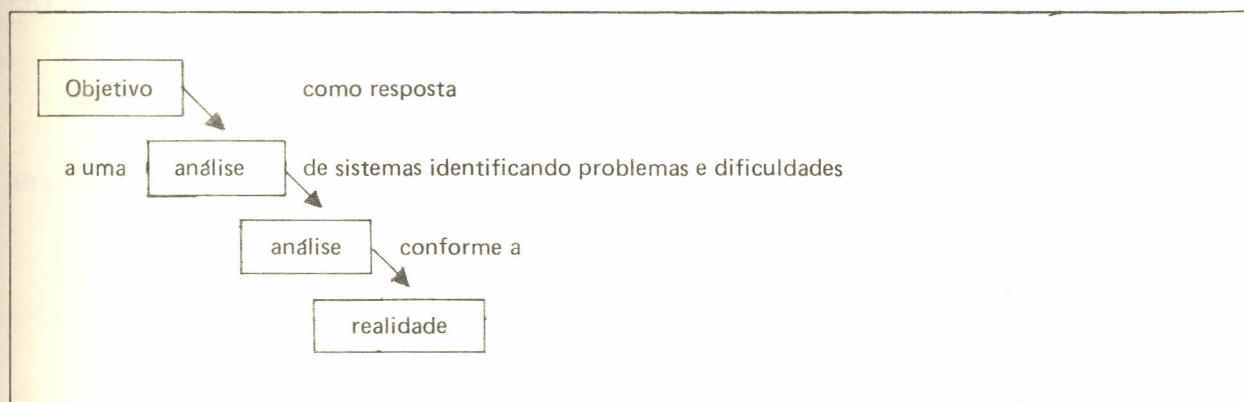 Objetivo como resposta
a uma análise de sistemas identificando problemas e dificuldades
análise conforme a
realidade